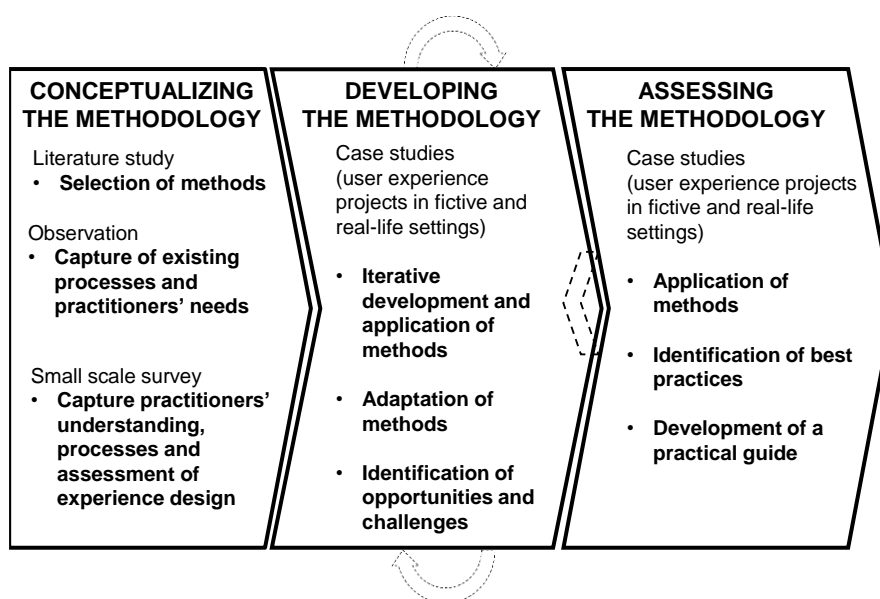 CONCEPTUALIZING
THE METHODOLOGY
Literature study
• Selection of methods
Observation
• Capture of existing
processes and
practitioners’ needs
Small scale survey
• Capture practitioners’
understanding,
processes and
assessment of
experience design
DEVELOPING
THE METHODOLOGY
Case studies
(user experience
projects in fictive and
real-life settings)
• Iterative
development and
application of
methods
• Adaptation of
methods
• Identification of
opportunities and
challenges
ASSESSING
THE METHODOLOGY
Case studies
(user experience projects
in fictive and real-life
settings)
• Application of
methods
• Identification of best
practices
• Development of a
practical guide